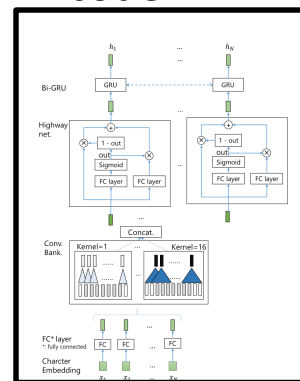 h1 ... hN
Bi-GRU GRU GRU
...
Highway
net.
1 - out 1 - out
out out
Sigmoid Sigmoid
FC layer FC layer FC layer FC layer
...
...
Concat.
Conv.
Bank.
Kernel=1 Kernel=16
...... ......
......
...... ......
...
FC* layer
*: fully connected
FC FC ... FC
Charcter
Embedding
...
x1 x2 ... xN